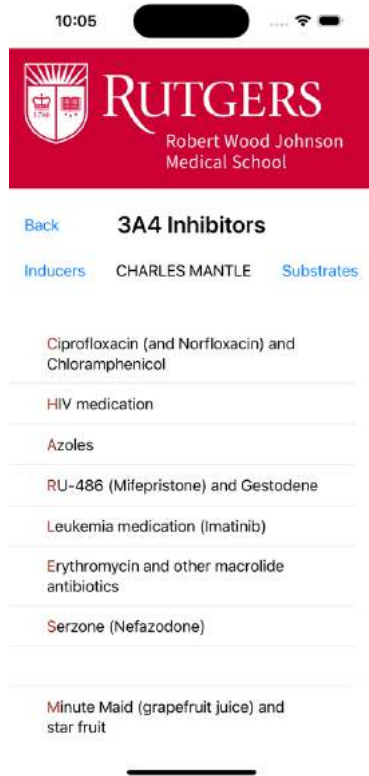 10:05
1766
RUTGERS
Robert Wood Johnson
Medical School
Back 3A4 Inhibitors
Inducers CHARLES MANTLE Substrates
Ciprofloxacin (and Norfloxacin) and
Chloramphenicol
HIV medication
Azoles
RU-486 (Mifepristone) and Gestodene
Leukemia medication (Imatinib)
Erythromycin and other macrolide
antibiotics
Serzone (Nefazodone)
Minute Maid (grapefruit juice) and
star fruit